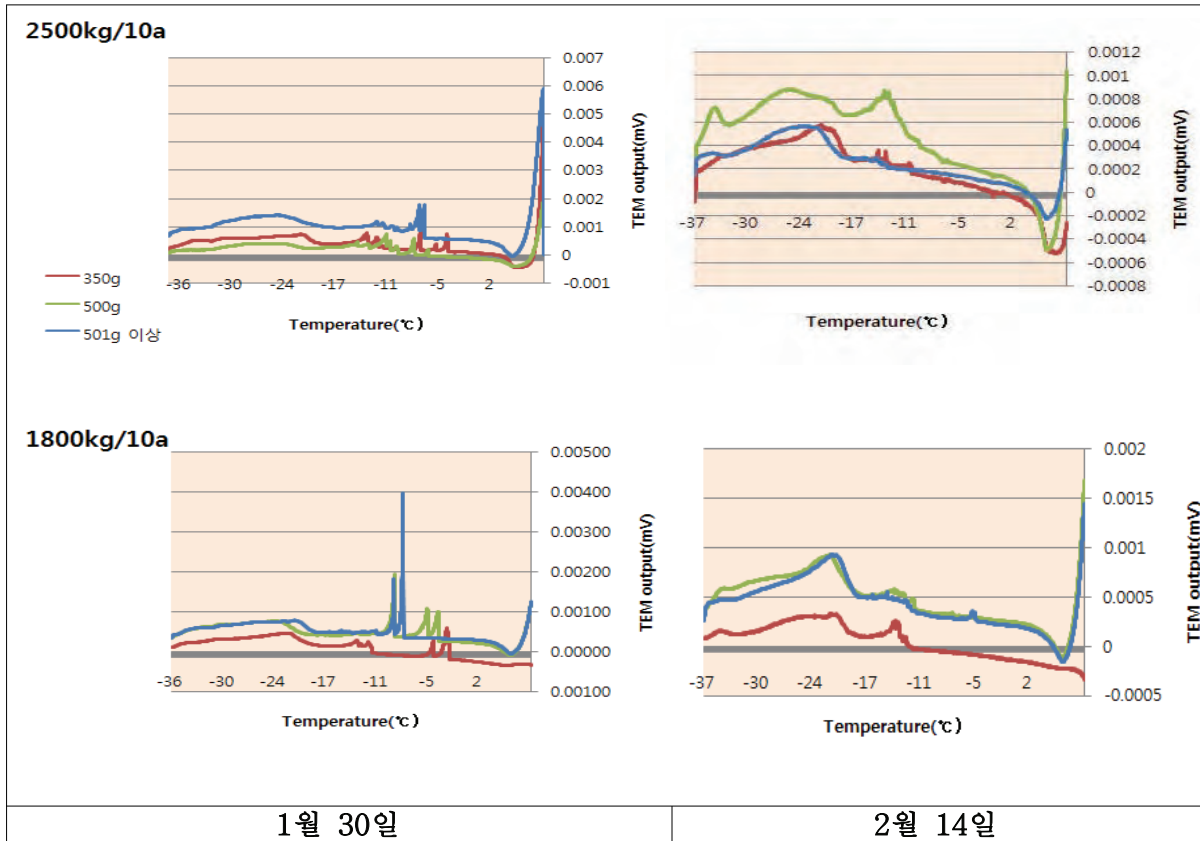 2500kg/10a
0.007
0.006
0.005
0.004
0.003
0.002
0.001
0
-0.001
TEM output(mV)
-36 -30 -24 -17 -11 -5 2
Temperature(℃)
350g
500g
501g 이상
0.0012
0.001
0.0008
0.0006
0.0004
0.0002
0
-0.0002
-0.0004
-0.0006
-0.0008
TEM output(mV)
-37 -30 -24 -17 -11 -5 2
Temperature(℃)
1800kg/10a
0.00500
0.00400
0.00300
0.00200
0.00100
0.00000
0.00100
TEM output(mV)
-36 -30 -24 -17 -11 -5 2
Temperature(℃)
0.002
0.0015
0.001
0.0005
0
-0.0005
TEM output(mV)
-37 -30 -24 -17 -11 -5 2
Temperature(℃)
1월 30일
2월 14일